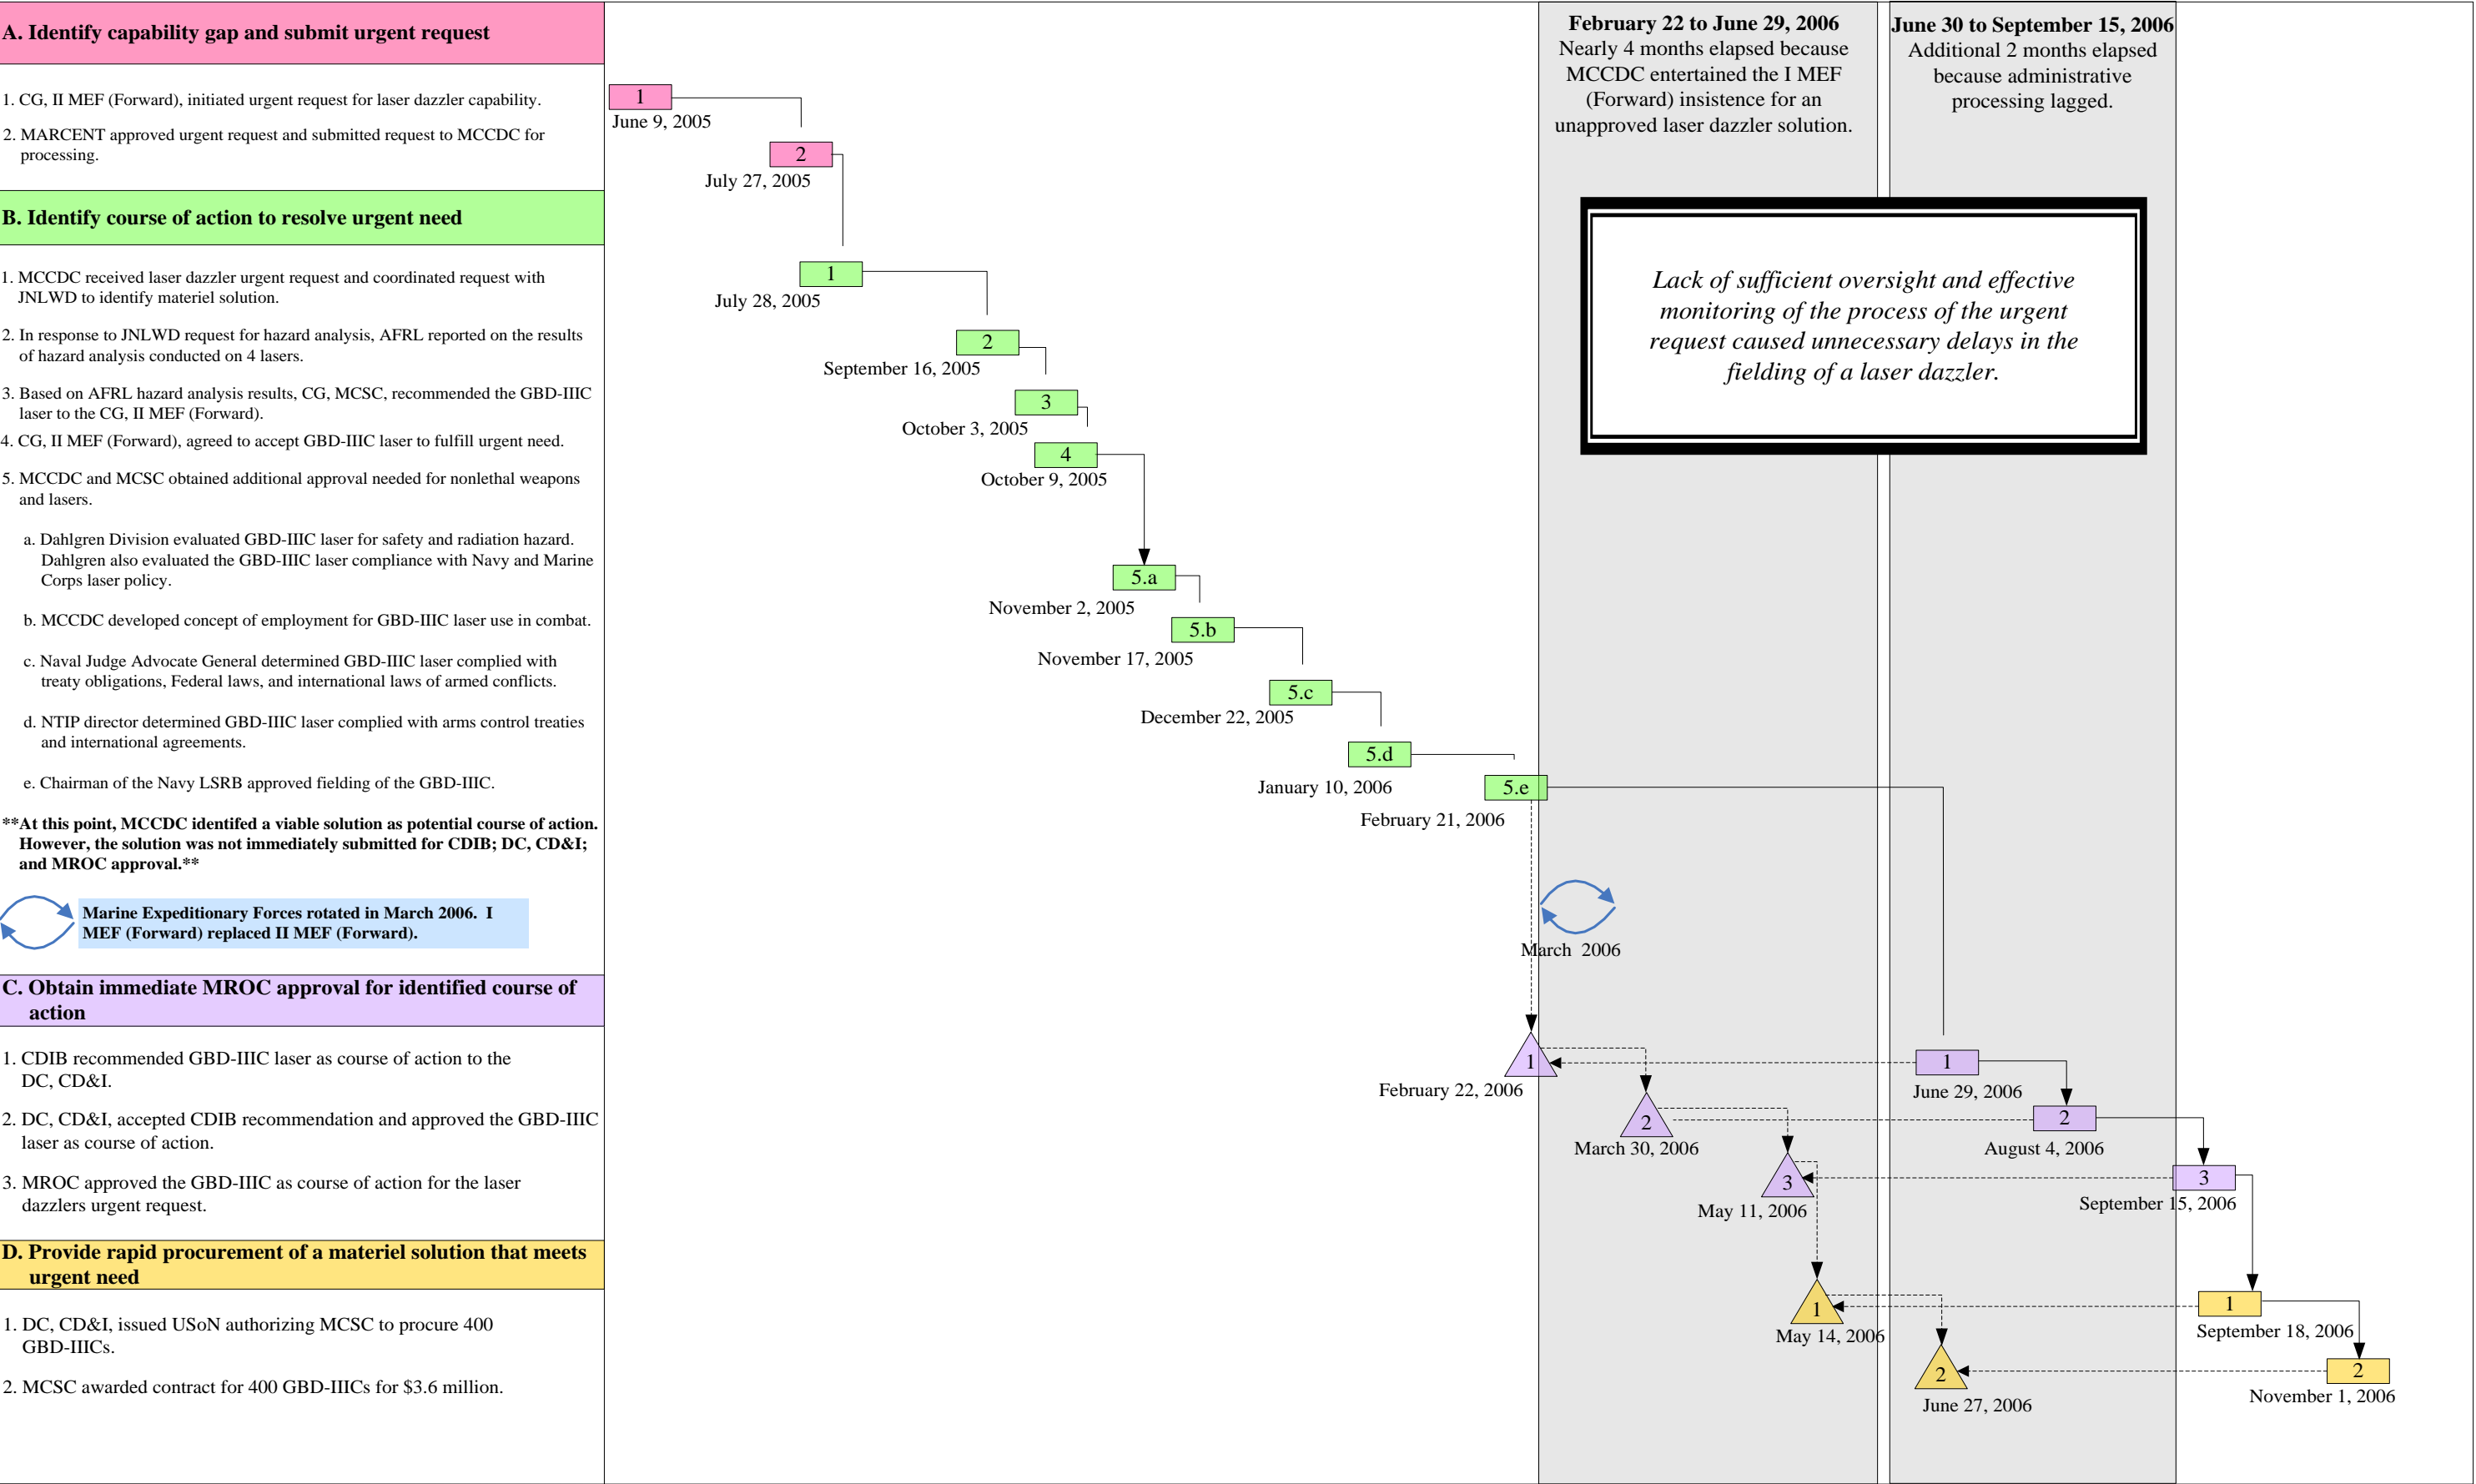 A. Identify capability gap and submit urgent request
1. CG, II MEF (Forward), initiated urgent request for laser dazzler capability.
2. MARCENT approved urgent request and submitted request to MCCDC for
processing.
B. Identify course of action to resolve urgent need
1. MCCDC received laser dazzler urgent request and coordinated request with
JNLWD to identify materiel solution.
2. In response to JNLWD request for hazard analysis, AFRL reported on the results
of hazard analysis conducted on 4 lasers.
3. Based on AFRL hazard analysis results, CG, MCSC, recommended the GBD-IIIC
laser to the CG, II MEF (Forward).
4. CG, II MEF (Forward), agreed to accept GBD-IIIC laser to fulfill urgent need.
5. MCCDC and MCSC obtained additional approval needed for nonlethal weapons
and lasers.
a. Dahlgren Division evaluated GBD-IIIC laser for safety and radiation hazard.
Dahlgren also evaluated the GBD-IIIC laser compliance with Navy and Marine
Corps laser policy.
b. MCCDC developed concept of employment for GBD-IIIC laser use in combat.
c. Naval Judge Advocate General determined GBD-IIIC laser complied with
treaty obligations, Federal laws, and international laws of armed conflicts.
d. NTIP director determined GBD-IIIC laser complied with arms control treaties
and international agreements.
e. Chairman of the Navy LSRB approved fielding of the GBD-IIIC.
**At this point, MCCDC identifed a viable solution as potential course of action.
However, the solution was not immediately submitted for CDIB; DC, CD&I;
and MROC approval.**
Marine Expeditionary Forces rotated in March 2006. I
MEF (Forward) replaced II MEF (Forward).
C. Obtain immediate MROC approval for identified course of
action
1. CDIB recommended GBD-IIIC laser as course of action to the
DC, CD&I.
2. DC, CD&I, accepted CDIB recommendation and approved the GBD-IIIC
laser as course of action.
3. MROC approved the GBD-IIIC as course of action for the laser
dazzlers urgent request.
D. Provide rapid procurement of a materiel solution that meets
urgent need
1. DC, CD&I, issued USoN authorizing MCSC to procure 400
GBD-IIICs.
2. MCSC awarded contract for 400 GBD-IIICs for $3.6 million.
1
June 9, 2005
2
July 27, 2005
1
July 28, 2005
2
September 16, 2005
3
October 3, 2005
4
October 9, 2005
5.a
November 2, 2005
5.b
November 17, 2005
5.c
December 22, 2005
5.d
January 10, 2006
5.e
February 21, 2006
March 2006
1
February 22, 2006
2
March 30, 2006
3
May 11, 2006
1
May 14, 2006
2
June 27, 2006
February 22 to June 29, 2006
Nearly 4 months elapsed because
MCCDC entertained the I MEF
(Forward) insistence for an
unapproved laser dazzler solution.
June 30 to September 15, 2006
Additional 2 months elapsed
because administrative
processing lagged.
Lack of sufficient oversight and effective
monitoring of the process of the urgent
request caused unnecessary delays in the
fielding of a laser dazzler.
1
June 29, 2006
2
August 4, 2006
3
September 15, 2006
1
September 18, 2006
2
November 1, 2006